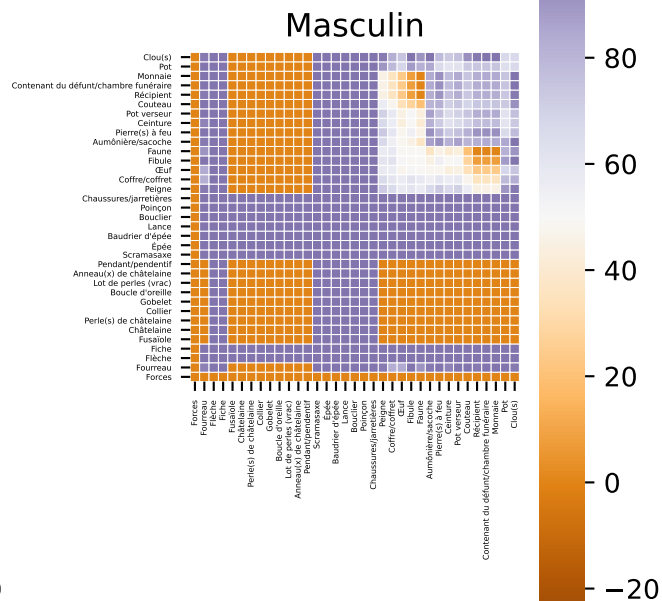 Masculin
Clou(s)
Pot
Monnaie
Contenant du défunt/chambre funéraire
Récipient
Couteau
Pot verseur
Ceinture
Pierre(s) à feu
Aumônière/sacoche
Faune
Fibule
Œuf
Coffre/coffret
Peigne
Chaussures/jarretières
Poinçon
Bouclier
Lance
Baudrier d'épée
Épée
Scramasaxe
Pendant/pendentif
Anneau(x) de châtelaine
Lot de perles (vrac)
Boucle d'oreille
Gobelet
Collier
Perle(s) de châtelaine
Châtelaine
Fusaïole
Fiche
Flèche
Fourreau
Forces
Forces
Fourreau
Flèche
Fiche
Fusaïole
Châtelaine
Perle(s) de châtelaine
Collier
Gobelet
Boucle d'oreille
Lot de perles (vrac)
Anneau(x) de châtelaine
Pendant/pendentif
Scramasaxe
Épée
Baudrier d'épée
Lance
Bouclier
Poinçon
Chaussures/jarretières
Peigne
Coffre/coffret
Œuf
Fibule
Faune
Aumônière/sacoche
Pierre(s) à feu
Ceinture
Pot verseur
Couteau
Récipient
Contenant du défunt/chambre funéraire
Monnaie
Pot
Clou(s)
80
60
40
20
0
−20